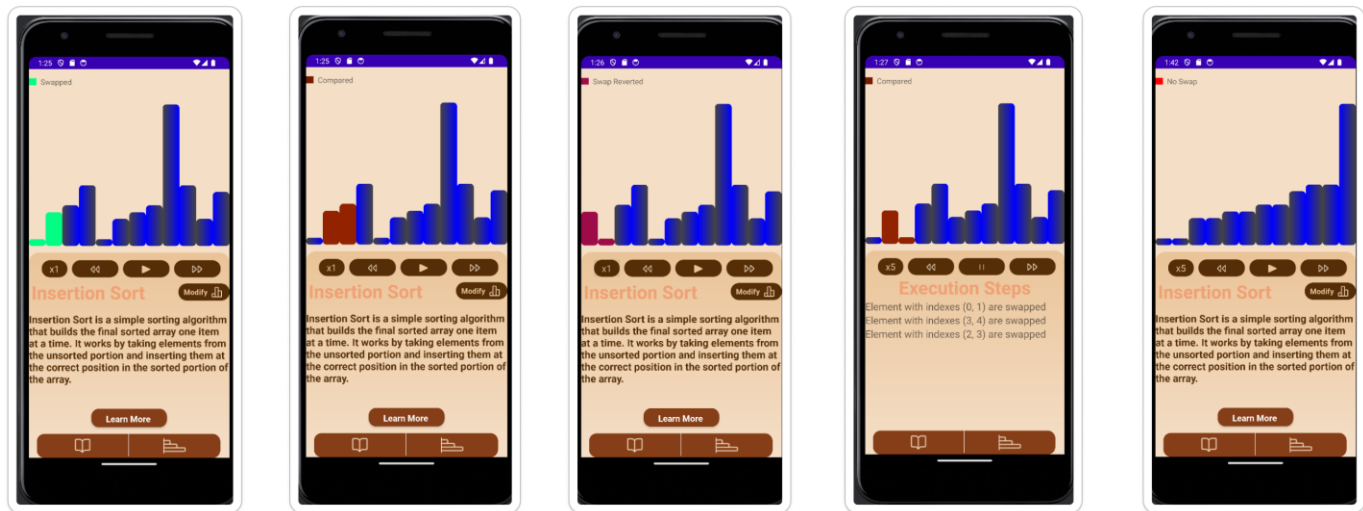 1:25
Swapped
x1
Insertion Sort
Modify
Insertion Sort is a simple sorting algorithm
that builds the final sorted array one item
at a time. It works by taking elements from
the unsorted portion and inserting them at
the correct position in the sorted portion of
the array.
Learn More
1:25
Compared
x1
Insertion Sort
Modify
Insertion Sort is a simple sorting algorithm
that builds the final sorted array one item
at a time. It works by taking elements from
the unsorted portion and inserting them at
the correct position in the sorted portion of
the array.
Learn More
1:26
Swap Reverted
x1
Insertion Sort
Modify
Insertion Sort is a simple sorting algorithm
that builds the final sorted array one item
at a time. It works by taking elements from
the unsorted portion and inserting them at
the correct position in the sorted portion of
the array.
Learn More
1:27
Compared
x5
Execution Steps
Element with indexes (0, 1) are swapped
Element with indexes (3, 4) are swapped
Element with indexes (2, 3) are swapped
1:42
No Swap
x5
Insertion Sort
Modify
Insertion Sort is a simple sorting algorithm
that builds the final sorted array one item
at a time. It works by taking elements from
the unsorted portion and inserting them at
the correct position in the sorted portion of
the array.
Learn More